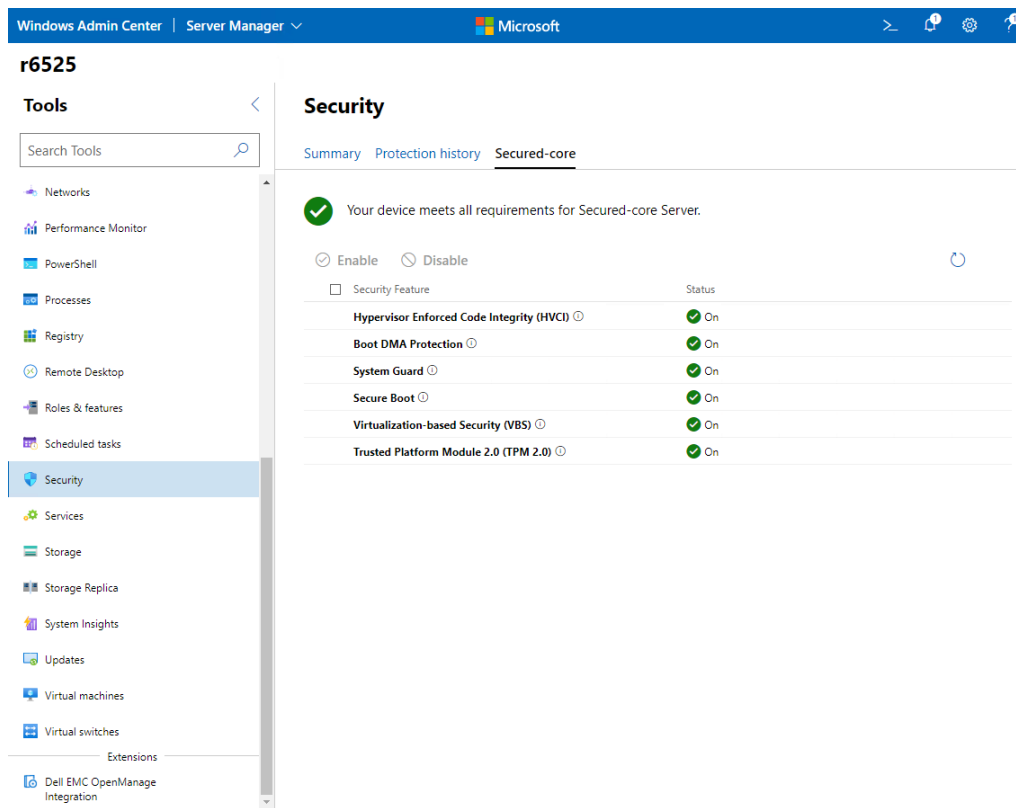 Windows Admin Center | Server Manager
Microsoft
1
1
r6525
Tools
Search Tools
Networks
Performance Monitor
PowerShell
Processes
Registry
Remote Desktop
Roles & features
Scheduled tasks
Security
Services
Storage
Storage Replica
System Insights
Updates
Virtual machines
Virtual switches
Extensions
Dell EMC OpenManage
Integration
Security
Summary Protection history Secured-core
Your device meets all requirements for Secured-core Server.
Enable Disable
Security Feature Status
Hypervisor Enforced Code Integrity (HVCI) On
Boot DMA Protection On
System Guard On
Secure Boot On
Virtualization-based Security (VBS) On
Trusted Platform Module 2.0 (TPM 2.0) On